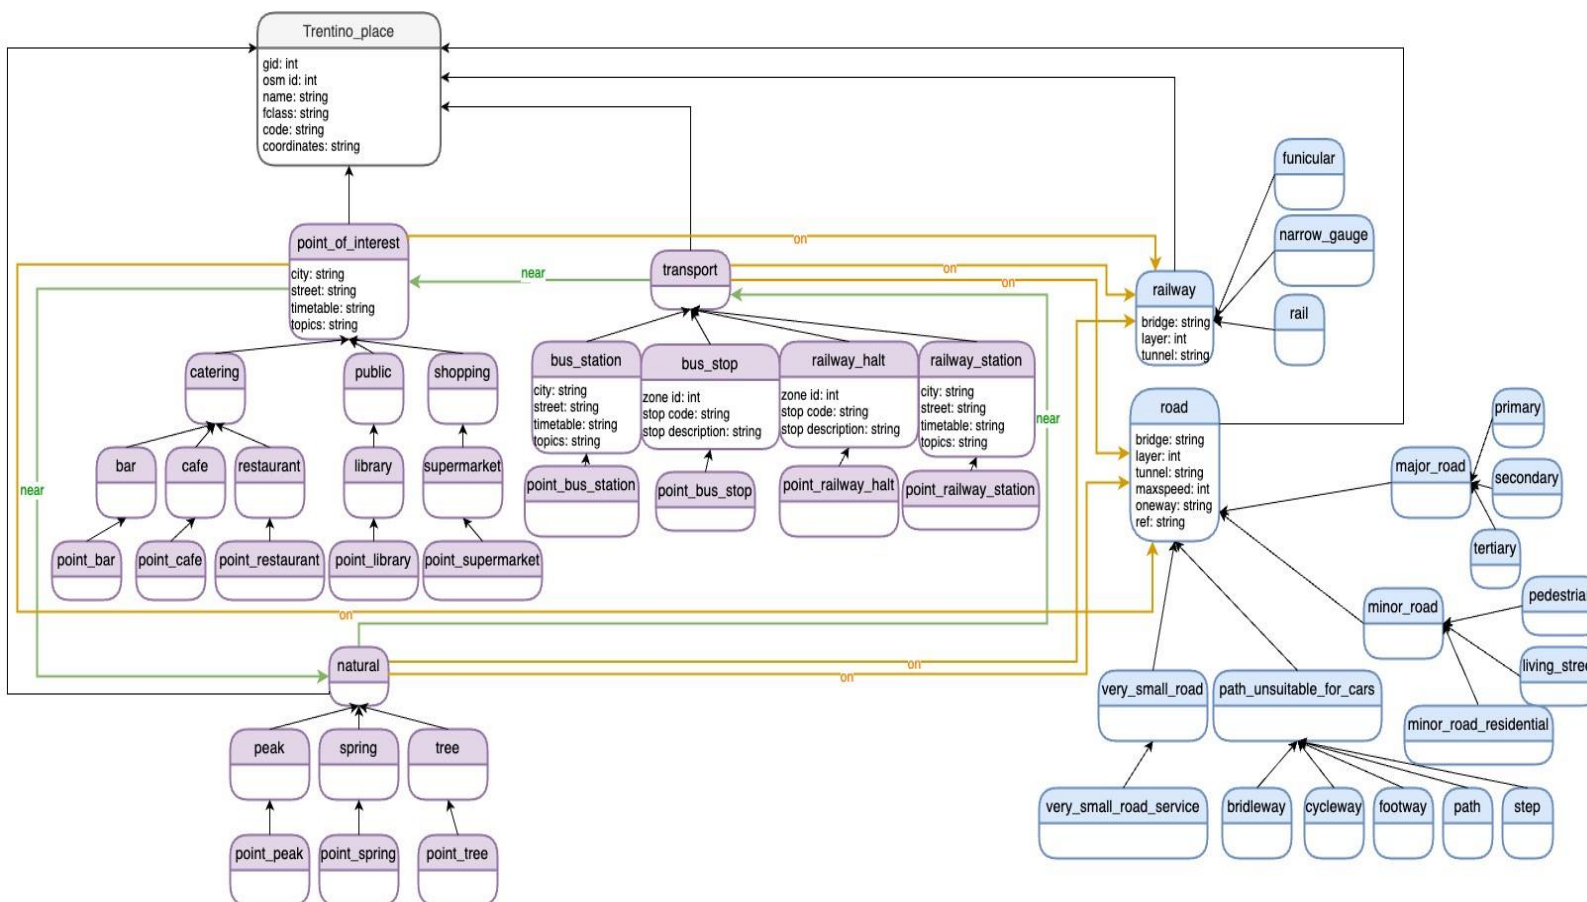 Trentino_place
gid: int
osm id: int
name: string
fclass: string
code: string
coordinates: string
point_of_interest
city: string
street: string
timetable: string
topics: string
on
near
transport
on
on
railway
bridge: string
layer: int
tunnel: string
funicular
narrow_gauge
rail
catering
public
shopping
bar
cafe
restaurant
library
supermarket
point_bar
point_cafe
point_restaurant
point_library
point_supermarket
bus_station
city: string
street: string
timetable: string
topics: string
bus_stop
zone id: int
stop code: string
stop description: string
railway_halt
zone id: int
stop code: string
stop description: string
railway_station
city: string
street: string
timetable: string
topics: string
point_bus_station
point_bus_stop
point_railway_halt
point_railway_station
near
near
on
road
bridge: string
layer: int
tunnel: string
maxspeed: int
oneway: string
ref: string
major_road
primary
secondary
tertiary
minor_road
pedestria
living_stree
minor_road_residential
natural
on
on
peak
spring
tree
point_peak
point_spring
point_tree
very_small_road
path_unsuitable_for_cars
very_small_road_service
bridleway
cycleway
footway
path
step